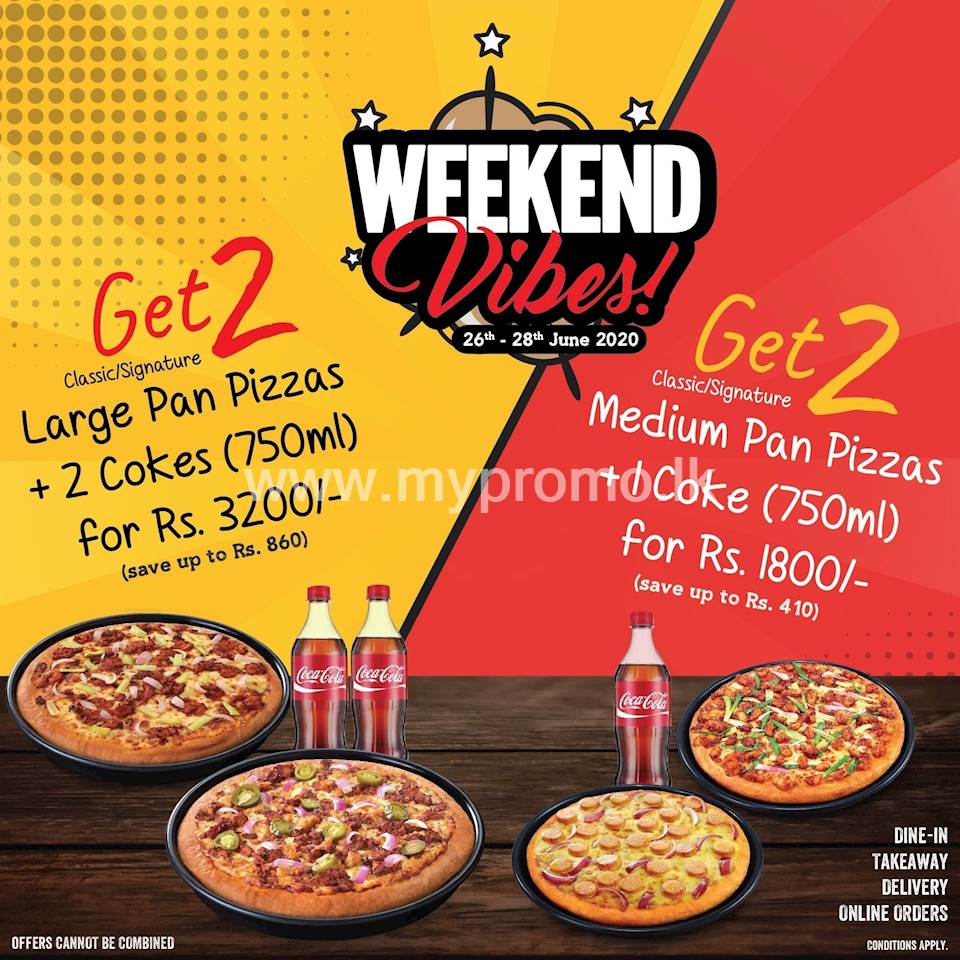 WEEKEND
Vibes!
26th - 28th June 2020
Get 2
Classic/Signature
Large Pan Pizzas
+ 2 Cokes (750ml)
for Rs. 3200/-
(save up to Rs. 860)
Get 2
Classic/Signature
Medium Pan Pizzas
+ 1 Coke (750ml)
for Rs. 1800/-
(save up to Rs. 410)
www.mypromo.lk
Coca-Cola
Coca-Cola
Coca-Cola
DINE-IN
TAKEAWAY
DELIVERY
ONLINE ORDERS
OFFERS CANNOT BE COMBINED
CONDITIONS APPLY.